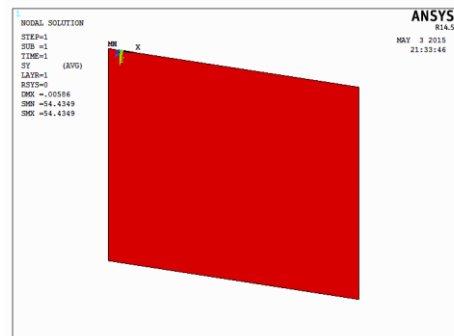 1
NODAL SOLUTION
STEP=1
SUB =1
TIME=1
SY (AVG)
LAYR=1
RSYS=0
DMX =.00586
SMN =54.4349
SMX =54.4349
ANSYS
R14.5
MAY 3 2015
21:33:46
MN
X